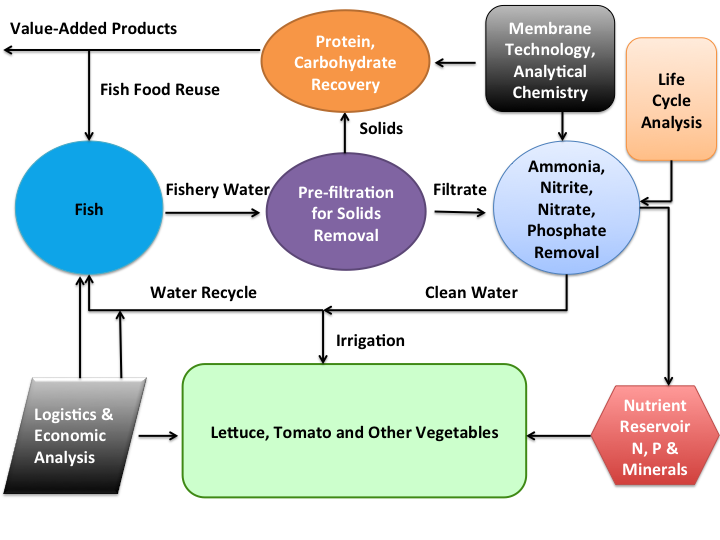 Value-Added Products
Protein,
Carbohydrate
Recovery
Membrane
Technology,
Analytical
Chemistry
Life
Cycle
Analysis
Fish Food Reuse
Solids
Fish
Fishery Water
Pre-filtration
for Solids
Removal
Filtrate
Ammonia,
Nitrite,
Nitrate,
Phosphate
Removal
Water Recycle
Clean Water
Irrigation
Logistics &
Economic
Analysis
Lettuce, Tomato and Other Vegetables
Nutrient
Reservoir
N, P &
Minerals